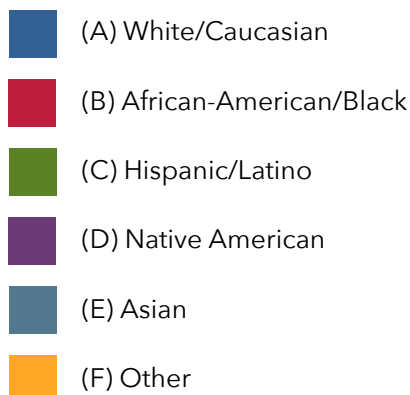 (A) White/Caucasian
(B) African-American/Black
(C) Hispanic/Latino
(D) Native American
(E) Asian
(F) Other